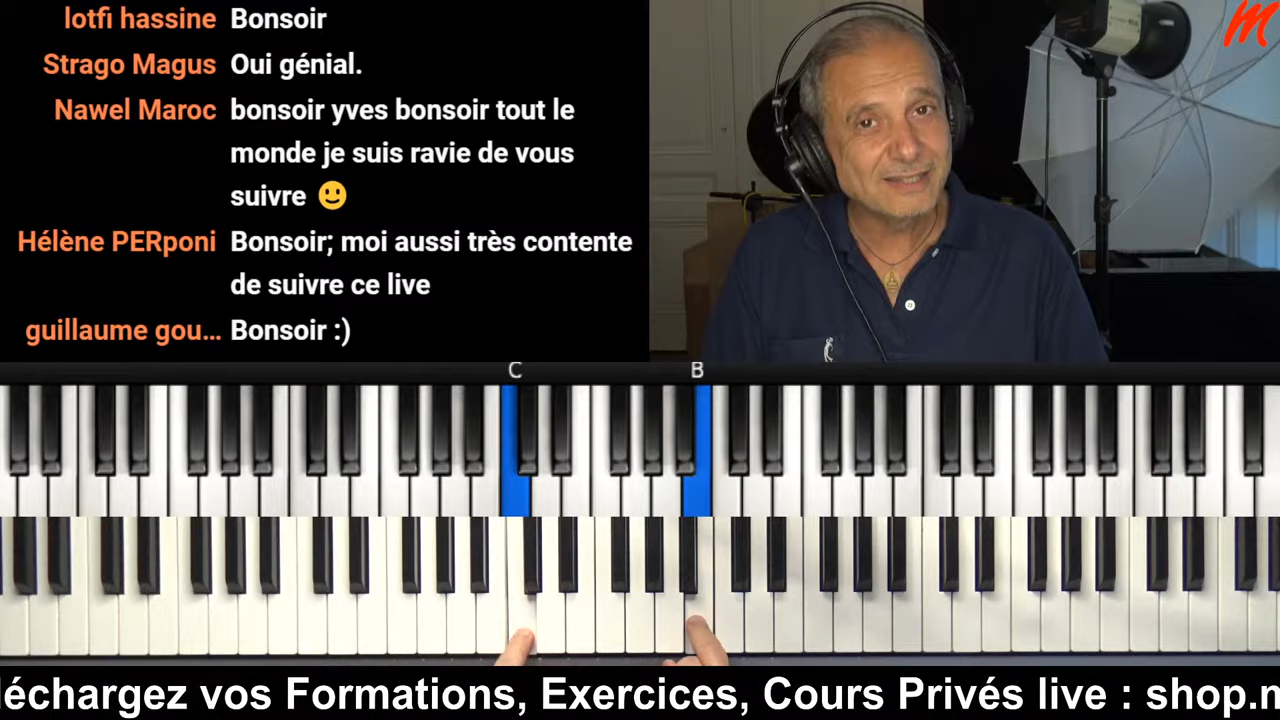 lotfi hassine Bonsoir
Strago Magus Oui génial.
Nawel Maroc bonsoir yves bonsoir tout le
monde je suis ravie de vous
suivre 🙂
Hélène PERponi Bonsoir; moi aussi très contente
de suivre ce live
guillaume gou... Bonsoir :)
M
C B
léchargez vos Formations, Exercices, Cours Privés live : shop.